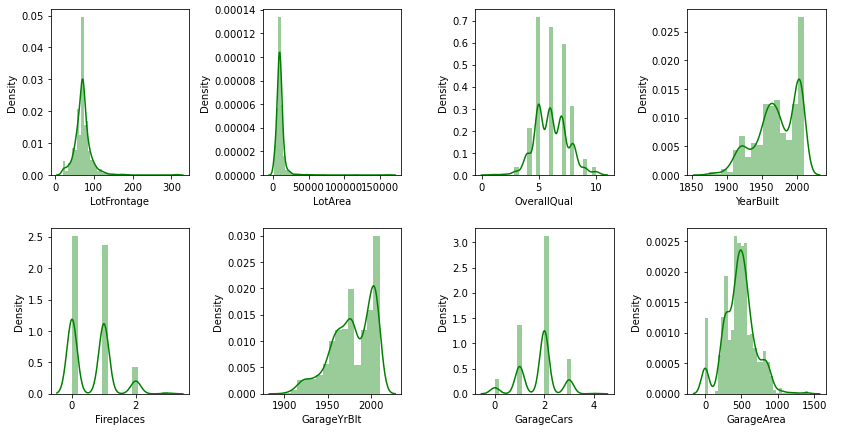 0.05
0.04
0.03
0.02
0.01
0.00
Density
0 100 200 300
LotFrontage
0.00014
0.00012
0.00010
0.00008
0.00006
0.00004
0.00002
0.00000
Density
0 50000 100000 150000
LotArea
0.7
0.6
0.5
0.4
0.3
0.2
0.1
0.0
Density
0 5 10
OverallQual
0.025
0.020
0.015
0.010
0.005
0.000
Density
1850 1900 1950 2000
YearBuilt
2.5
2.0
1.5
1.0
0.5
0.0
Density
0 2
Fireplaces
0.030
0.025
0.020
0.015
0.010
0.005
0.000
Density
1900 1950 2000
GarageYrBlt
3.0
2.5
2.0
1.5
1.0
0.5
0.0
Density
0 2 4
GarageCars
0.0025
0.0020
0.0015
0.0010
0.0005
0.0000
Density
0 500 1000 1500
GarageArea